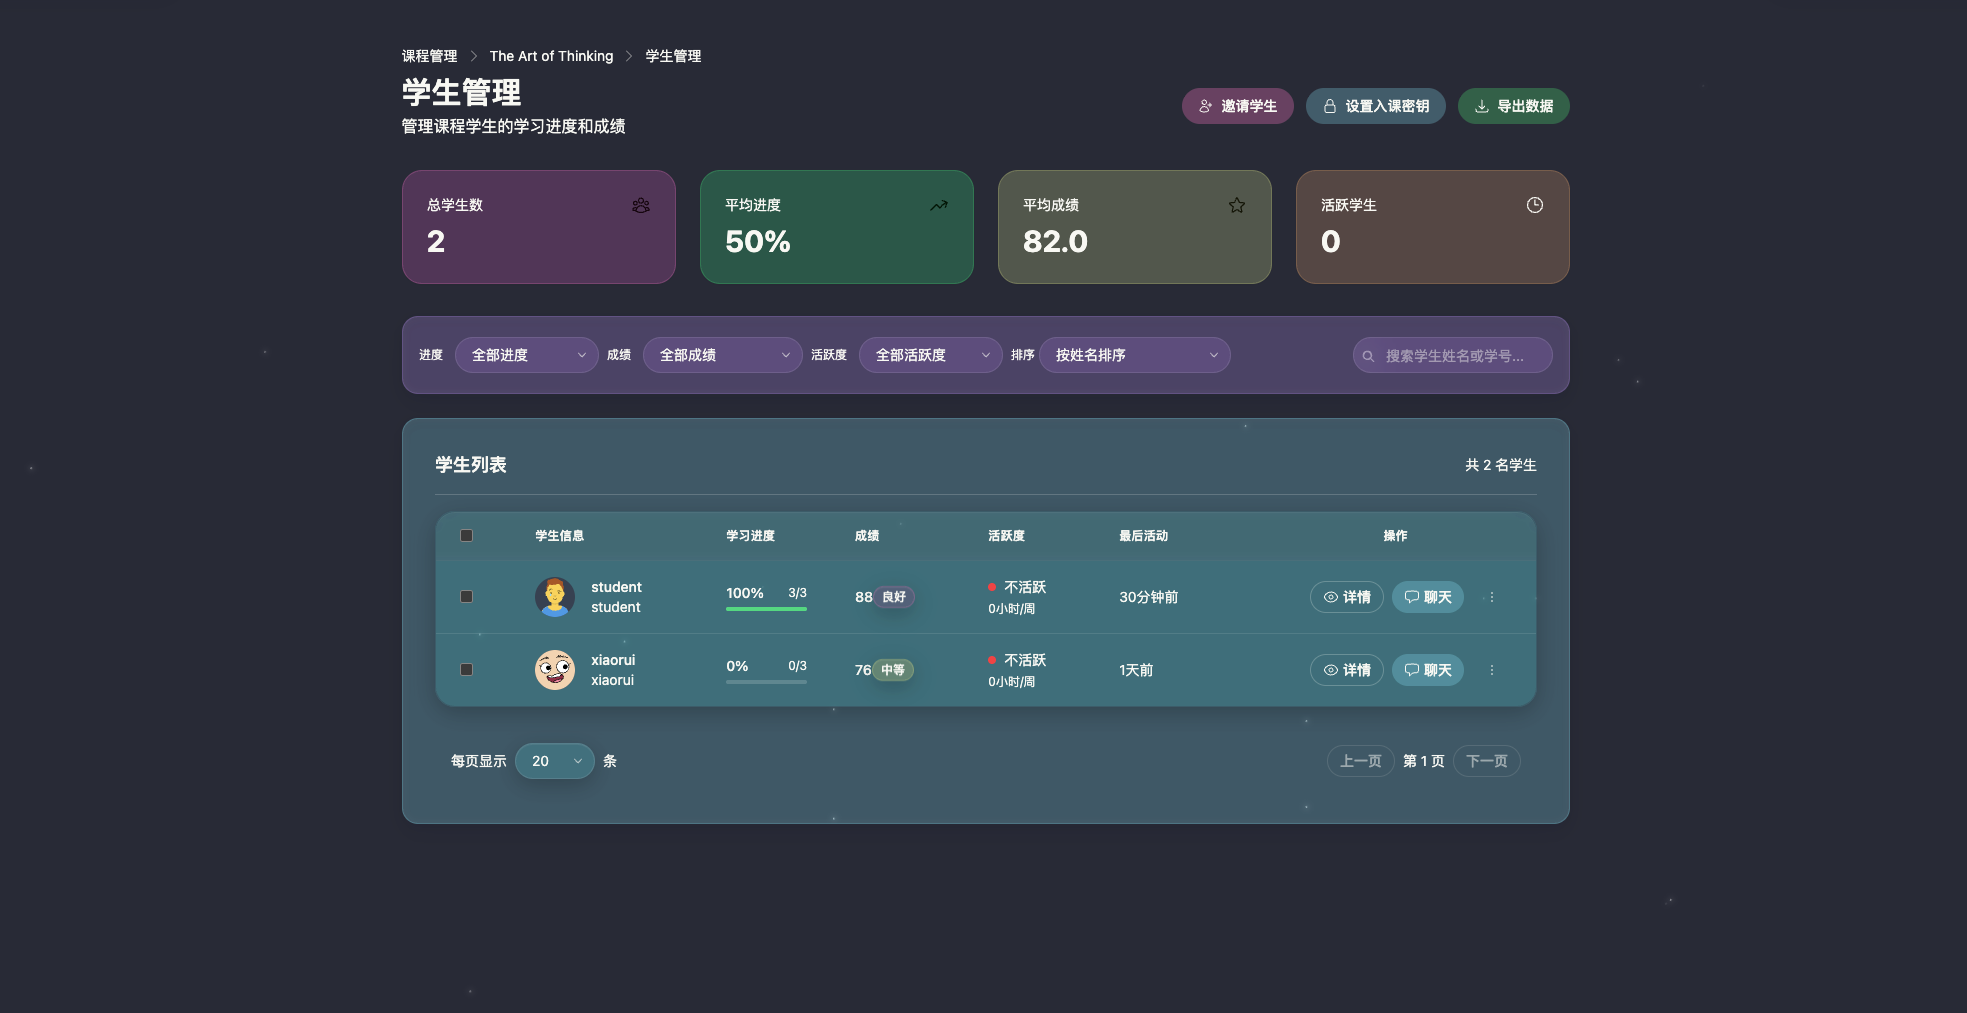 课程管理 > The Art of Thinking > 学生管理
学生管理
管理课程学生的学习进度和成绩
邀请学生 设置入课密钥 导出数据
总学生数
2
平均进度
50%
平均成绩
82.0
活跃学生
0
进度 全部进度 成绩 全部成绩 活跃度 全部活跃度 排序 按姓名排序 搜索学生姓名或学号...
学生列表 共 2 名学生
学生信息 学习进度 成绩 活跃度 最后活动 操作
student
student
100% 3/3
88 良好
不活跃
0小时/周
30分钟前
详情 聊天
xiaorui
xiaorui
0% 0/3
76 中等
不活跃
0小时/周
1天前
详情 聊天
每页显示 20 条 上一页 第 1 页 下一页